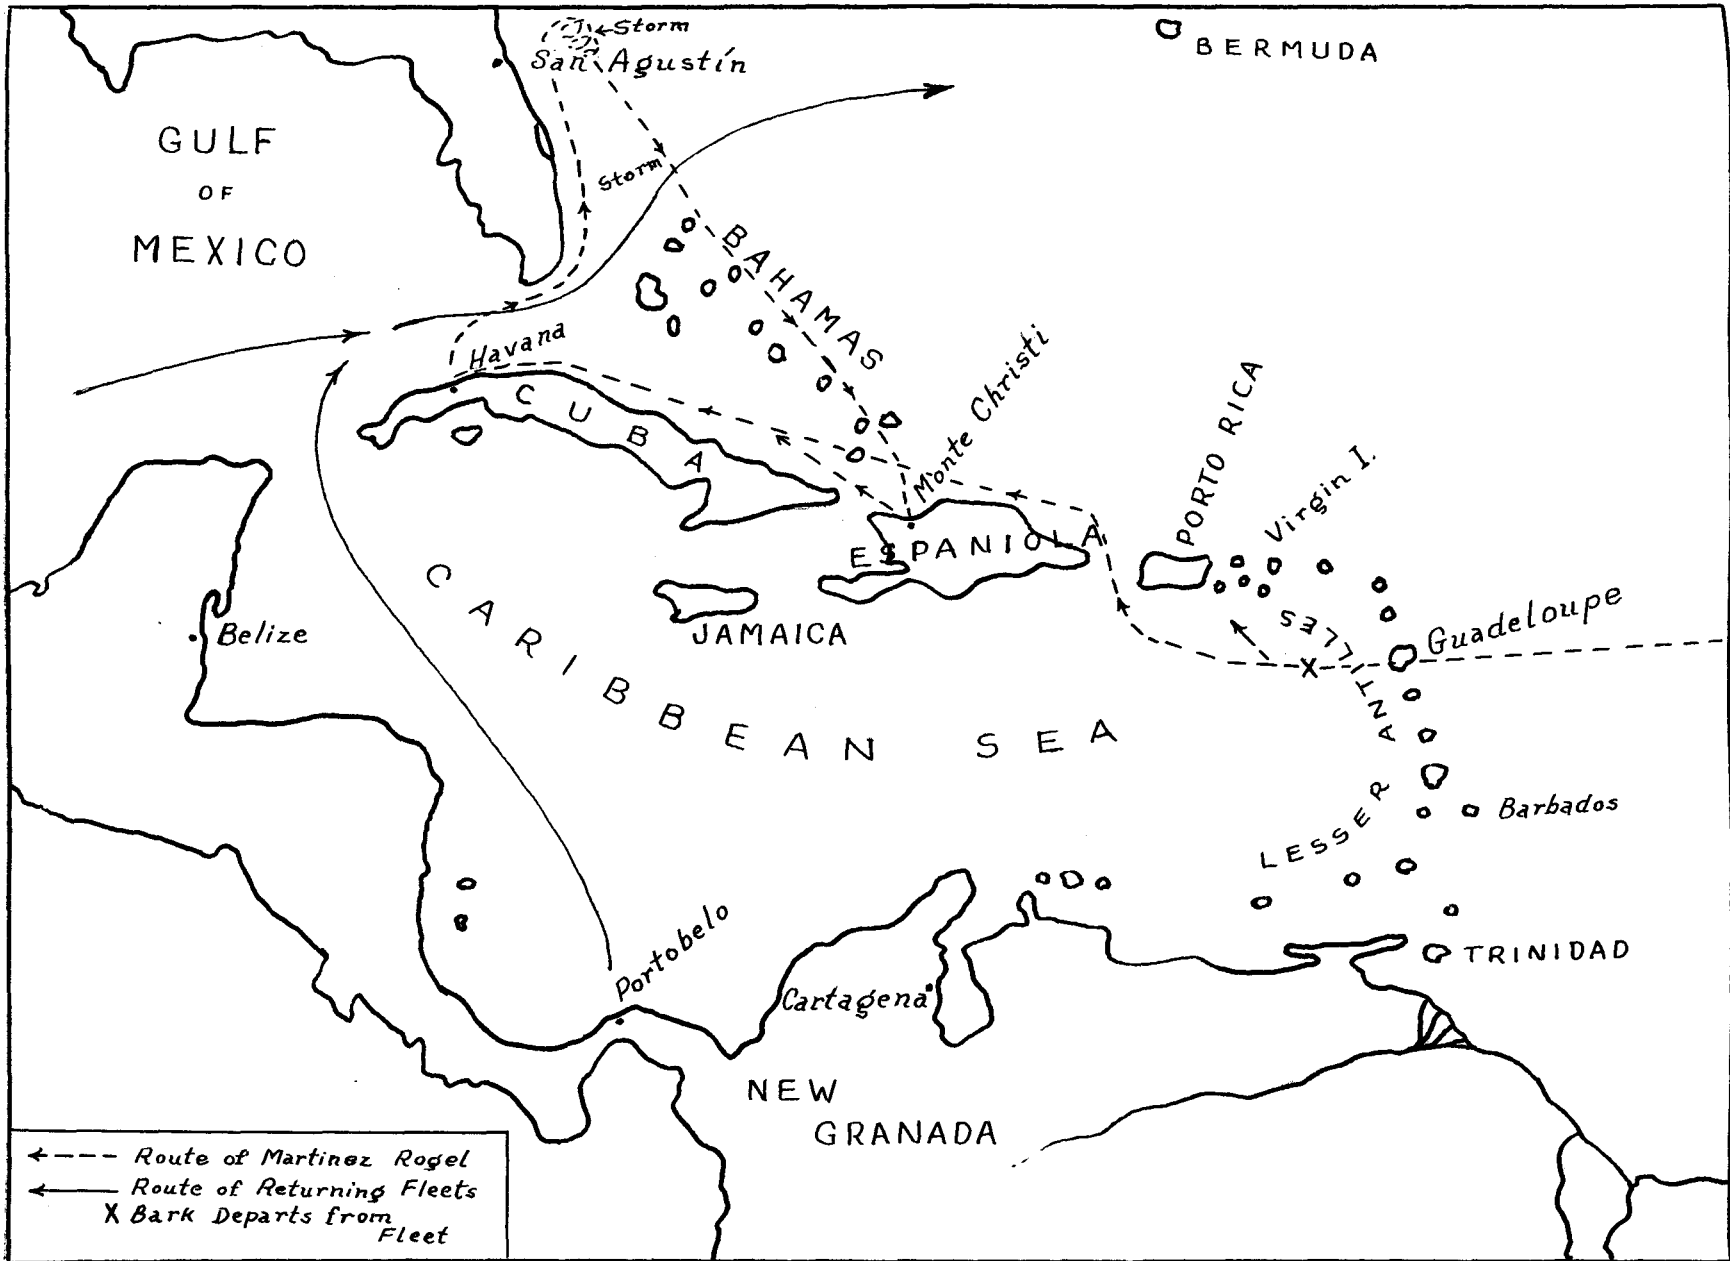 Storm
San Agustín
BERMUDA
GULF
OF
MEXICO
Storm
BAHAMAS
Havana
CUBA
Monte Christi
PORTO RICA
Virgin I.
ESPANIOLA
JAMAICA
Belize
CARIBBEAN SEA
Guadeloupe
X
LESSER ANTILLES
Barbados
Portobelo
Cartagena
TRINIDAD
NEW
GRANADA
Route of Martinez Rogel
Route of Returning Fleets
X Bark Departs from
Fleet